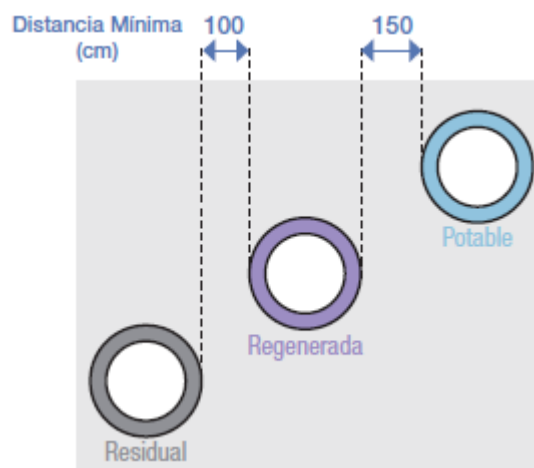 Distancia Mínima
(cm)
100
150
Potable
Regenerada
Residual